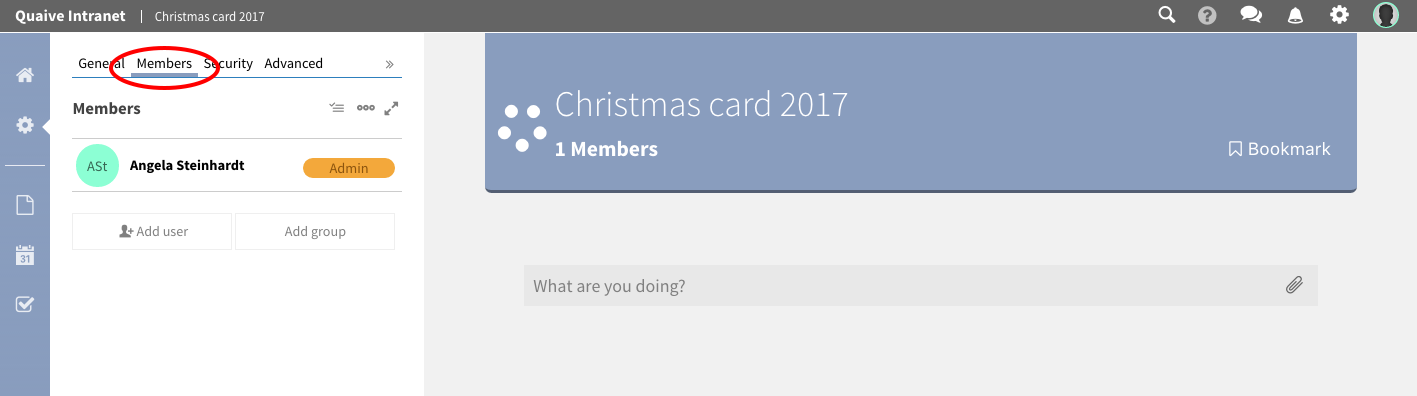 Quaive Intranet | Christmas card 2017
General Members Security Advanced »
Members
ASt Angela Steinhardt Admin
Add user Add group
31
Christmas card 2017
1 Members
Bookmark
What are you doing?